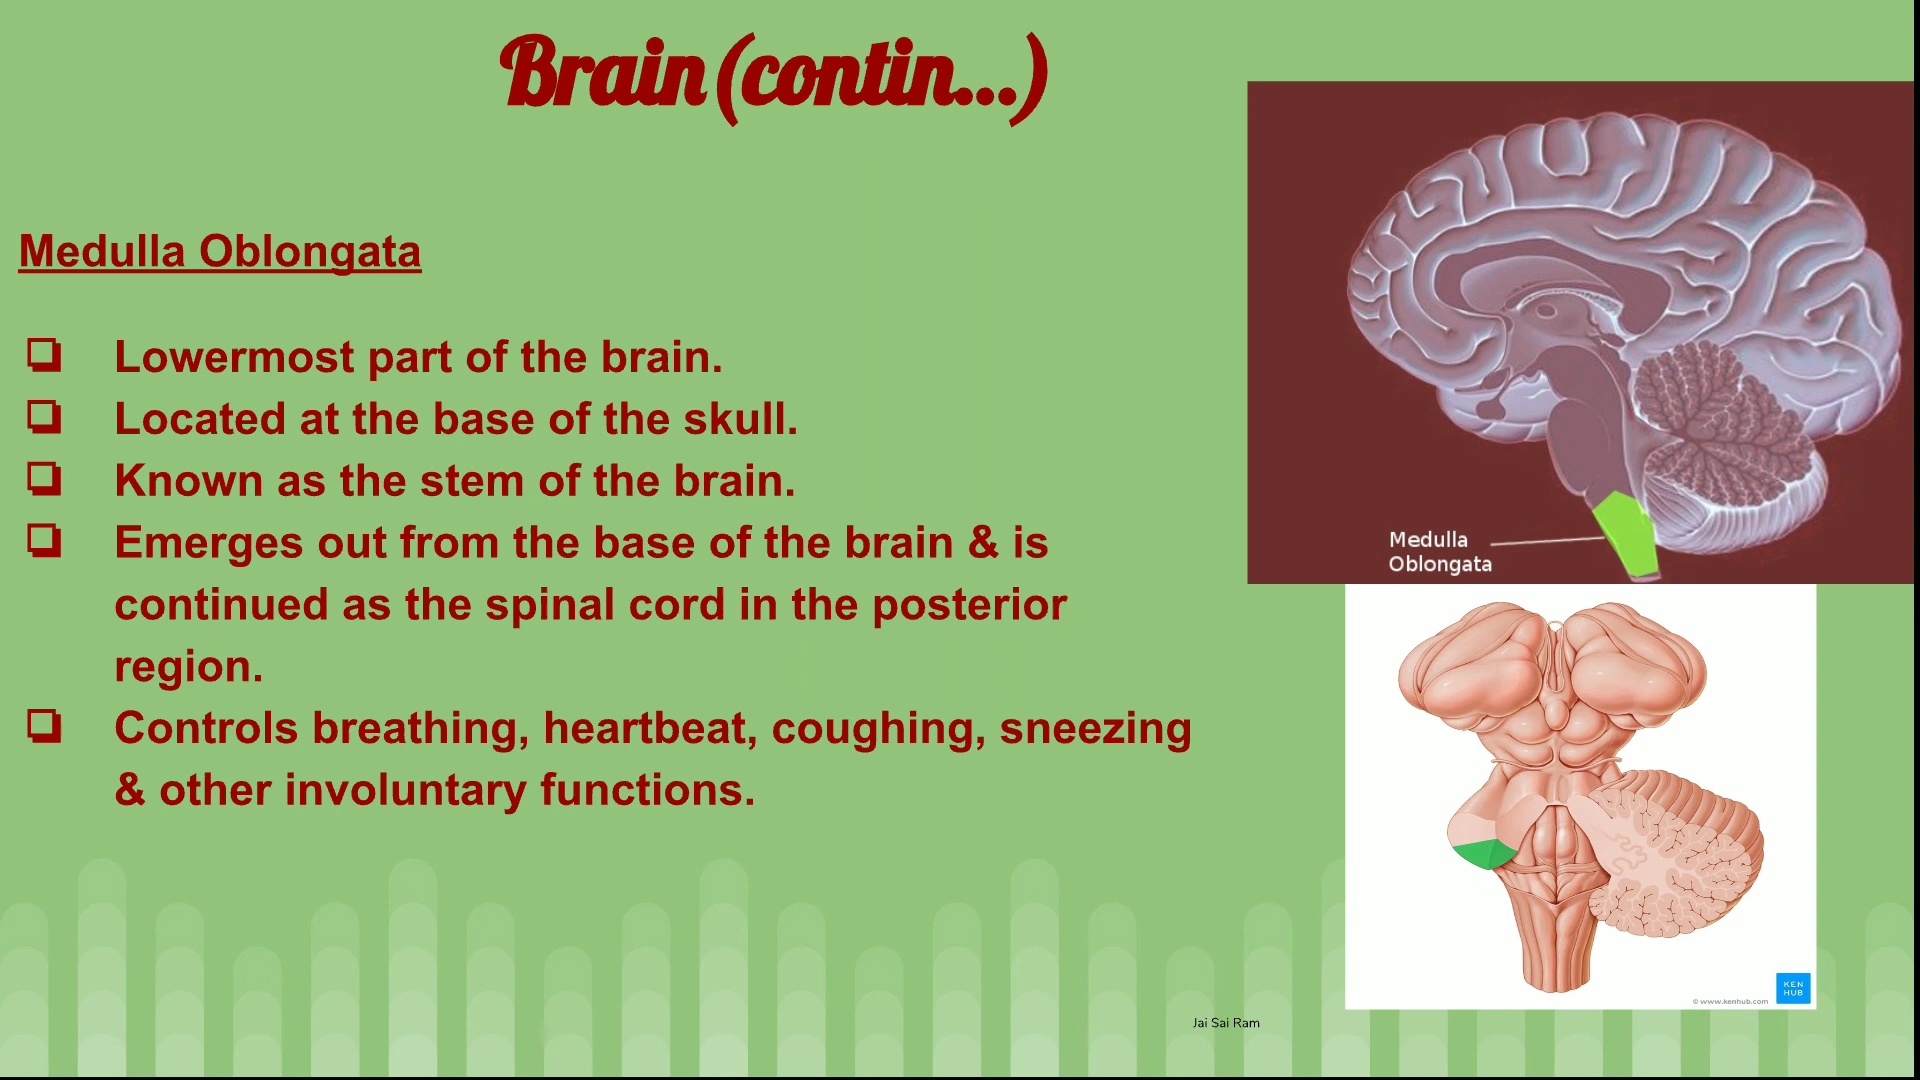 Brain(contin...)
Medulla Oblongata
Lowermost part of the brain.
Located at the base of the skull.
Known as the stem of the brain.
Emerges out from the base of the brain & is
continued as the spinal cord in the posterior
region.
Controls breathing, heartbeat, coughing, sneezing
& other involuntary functions.
Medulla
Oblongata
KEN
HUB
© www.kenhub.com
Jai Sai Ram